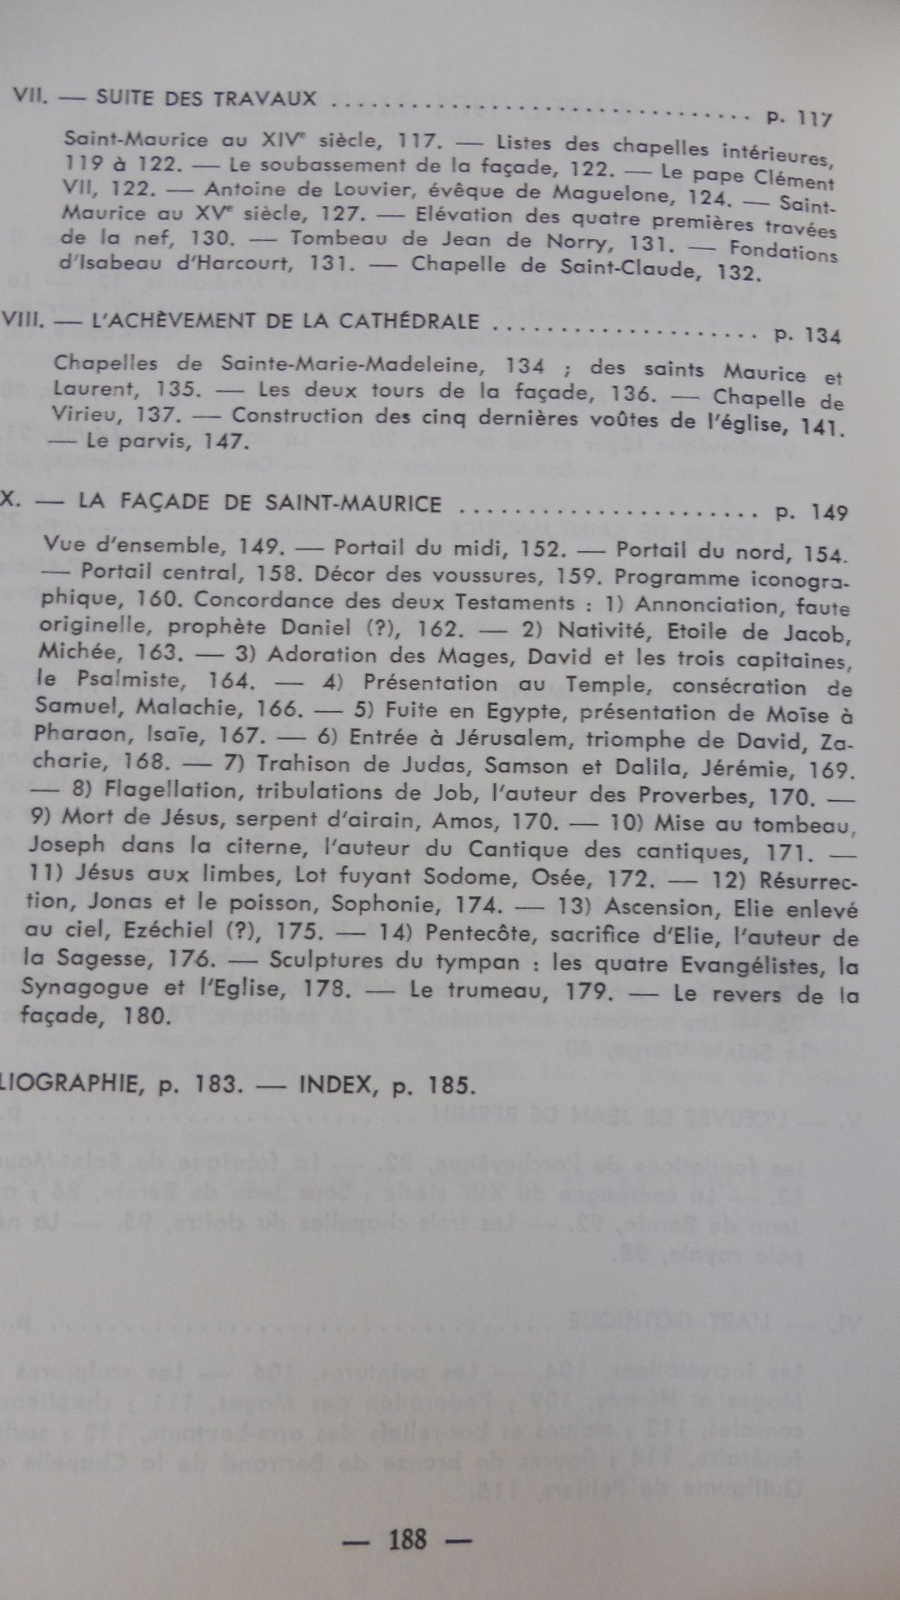 VII. — SUITE DES TRAVAUX ................................ p. 117
Saint-Maurice au XIVe siècle, 117. — Listes des chapelles intérieures,
119 à 122. — Le soubassement de la façade, 122. — Le pape Clément
VII, 122. — Antoine de Louvier, évêque de Maguelone, 124. — Saint-
Maurice au XVe siècle, 127. — Elévation des quatre premières travées
de la nef, 130. — Tombeau de Jean de Norry, 131. — Fondations
d'Isabeau d'Harcourt, 131. — Chapelle de Saint-Claude, 132.
VIII. — L'ACHÈVEMENT DE LA CATHÉDRALE .................... p. 134
Chapelles de Sainte-Marie-Madeleine, 134 ; des saints Maurice et
Laurent, 135. — Les deux tours de la façade, 136. — Chapelle de
Virieu, 137. — Construction des cinq dernières voûtes de l'église, 141.
— Le parvis, 147.
X. — LA FAÇADE DE SAINT-MAURICE ...................... p. 149
Vue d'ensemble, 149. — Portail du midi, 152. — Portail du nord, 154.
— Portail central, 158. Décor des voussures, 159. Programme iconogra-
phique, 160. Concordance des deux Testaments : 1) Annonciation, faute
originelle, prophète Daniel (?), 162. — 2) Nativité, Etoile de Jacob,
Michée, 163. — 3) Adoration des Mages, David et les trois capitaines,
le Psalmiste, 164. — 4) Présentation au Temple, consécration de
Samuel, Malachie, 166. — 5) Fuite en Egypte, présentation de Moïse à
Pharaon, Isaïe, 167. — 6) Entrée à Jérusalem, triomphe de David, Za-
charie, 168. — 7) Trahison de Judas, Samson et Dalila, Jérémie, 169.
— 8) Flagellation, tribulations de Job, l'auteur des Proverbes, 170. —
9) Mort de Jésus, serpent d'airain, Amos, 170. — 10) Mise au tombeau,
Joseph dans la citerne, l'auteur du Cantique des cantiques, 171. —
11) Jésus aux limbes, Lot fuyant Sodome, Osée, 172. — 12) Résurrec-
tion, Jonas et le poisson, Sophonie, 174. — 13) Ascension, Elie enlevé
au ciel, Ezéchiel (?), 175. — 14) Pentecôte, sacrifice d'Elie, l'auteur de
la Sagesse, 176. — Sculptures du tympan : les quatre Evangélistes, la
Synagogue et l'Eglise, 178. — Le trumeau, 179. — Le revers de la
façade, 180.
LIOGRAPHIE, p. 183. — INDEX, p. 185.
— 188 —